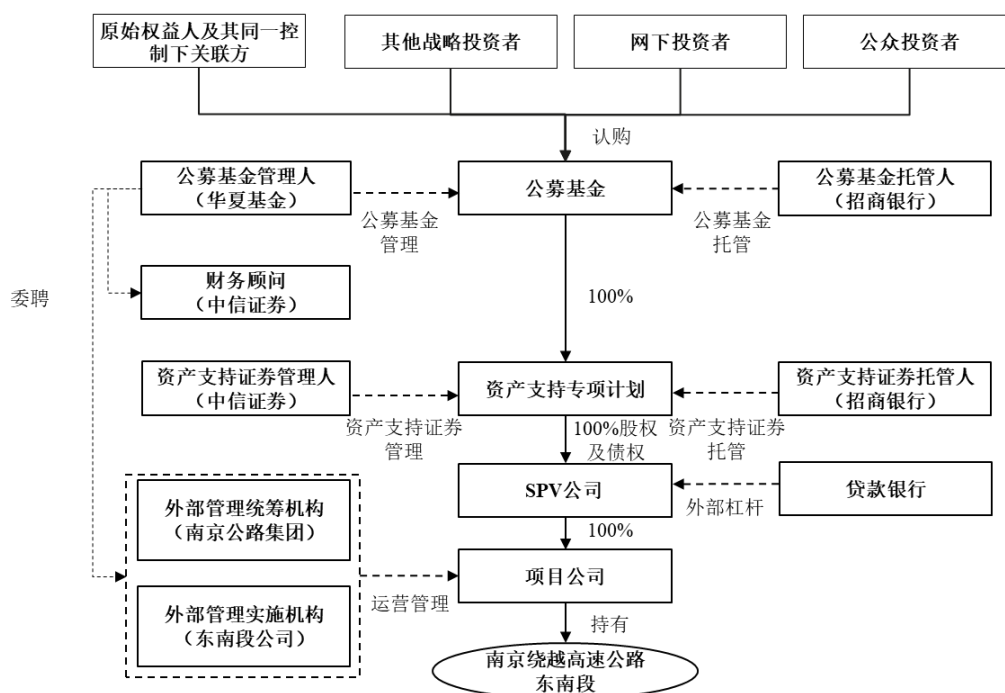 原始权益人及其同一控
制下关联方
其他战略投资者
网下投资者
公众投资者
认购
公募基金管理人
（华夏基金）
公募基金
管理
公募基金
公募基金托管人
（招商银行）
公募基金
托管
委聘
财务顾问
（中信证券）
100%
资产支持证券管理人
（中信证券）
资产支持证券
管理
资产支持专项计划
资产支持证券托管人
（招商银行）
资产支持证券
托管
100%股权
及债权
SPV公司
贷款银行
外部杠杆
外部管理统筹机构
（南京公路集团）
100%
项目公司
运营管理
外部管理实施机构
（东南段公司）
持有
南京绕越高速公路
东南段